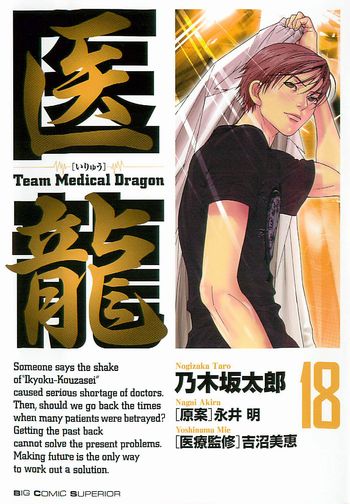 医
[いりゅう]
Team Medical Dragon
龍
Nogizaka Taro
乃木坂太郎
Nagai Akira
[原案]永井 明
Yoshinuma Mie
[医療監修]吉沼美恵
18
Someone says the shake
of "Ikyoku-Kouzasei"
caused serious shortage of doctors.
Then, should we go back the times
when many patients were betrayed?
Getting the past back
cannot solve the present problems.
Making future is the only way
to work out a solution.
BIG COMIC SUPERIOR